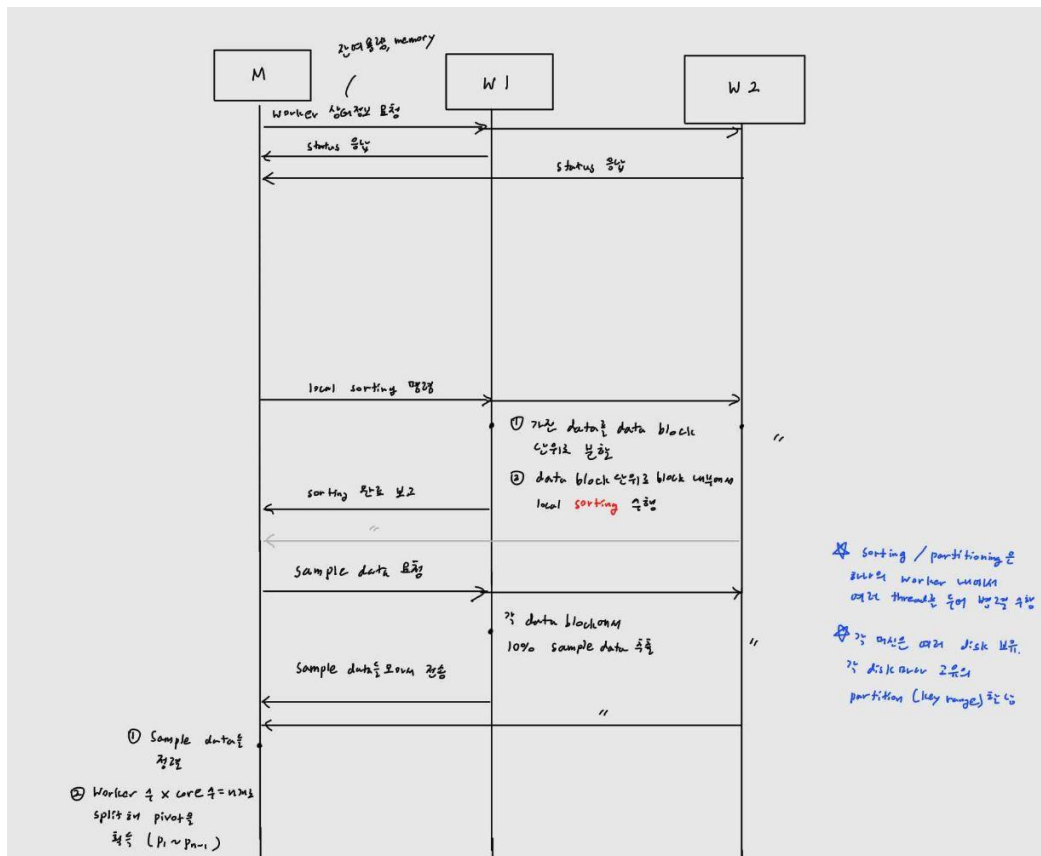 잔여용량, memory
M
W 1
W 2
Worker 상태정보 요청
status 응답
status 응답
local sorting 명령
① 가진 data를 data block
단위로 분할
〃
② data block 단위로 block 내부에서
local sorting 수행
sorting 완료 보고
〃
sample data 요청
각 data block에서
10% sample data 추출
〃
Sample data를 모아서 전송
〃
① Sample data를
정렬
② Worker 수 x core 수 = n개로
split해 pivot을
획득 (P1 ~ Pn-1)
☆ sorting / partitioning은
하나의 worker 내에서
여러 thread를 두어 병렬 수행
☆ 각 머신은 여러 disk 보유.
각 disk마다 고유의
partition (key range) 할당